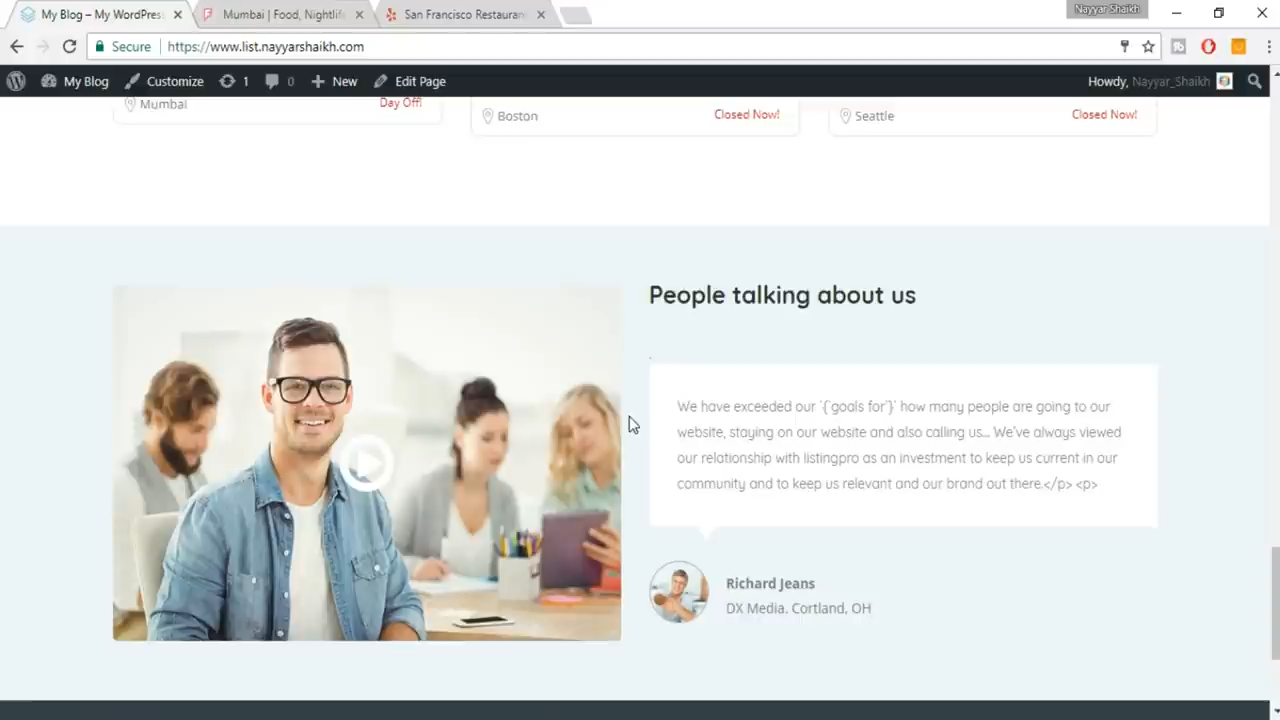 My Blog – My WordPres
Mumbai | Food, Nightlife
San Francisco Restauran
Nayyar Shaikh
Secure
https://www.list.nayyarshaikh.com
My Blog
Customize
1
0
New
Edit Page
Howdy, Nayyar_Shaikh
Mumbai
Day Off!
Boston
Closed Now!
Seattle
Closed Now!
People talking about us
We have exceeded our `{`goals for`}` how many people are going to our
website, staying on our website and also calling us... We've always viewed
our relationship with listingpro as an investment to keep us current in our
community and to keep us relevant and our brand out there.</p> <p>
Richard Jeans
DX Media. Cortland, OH